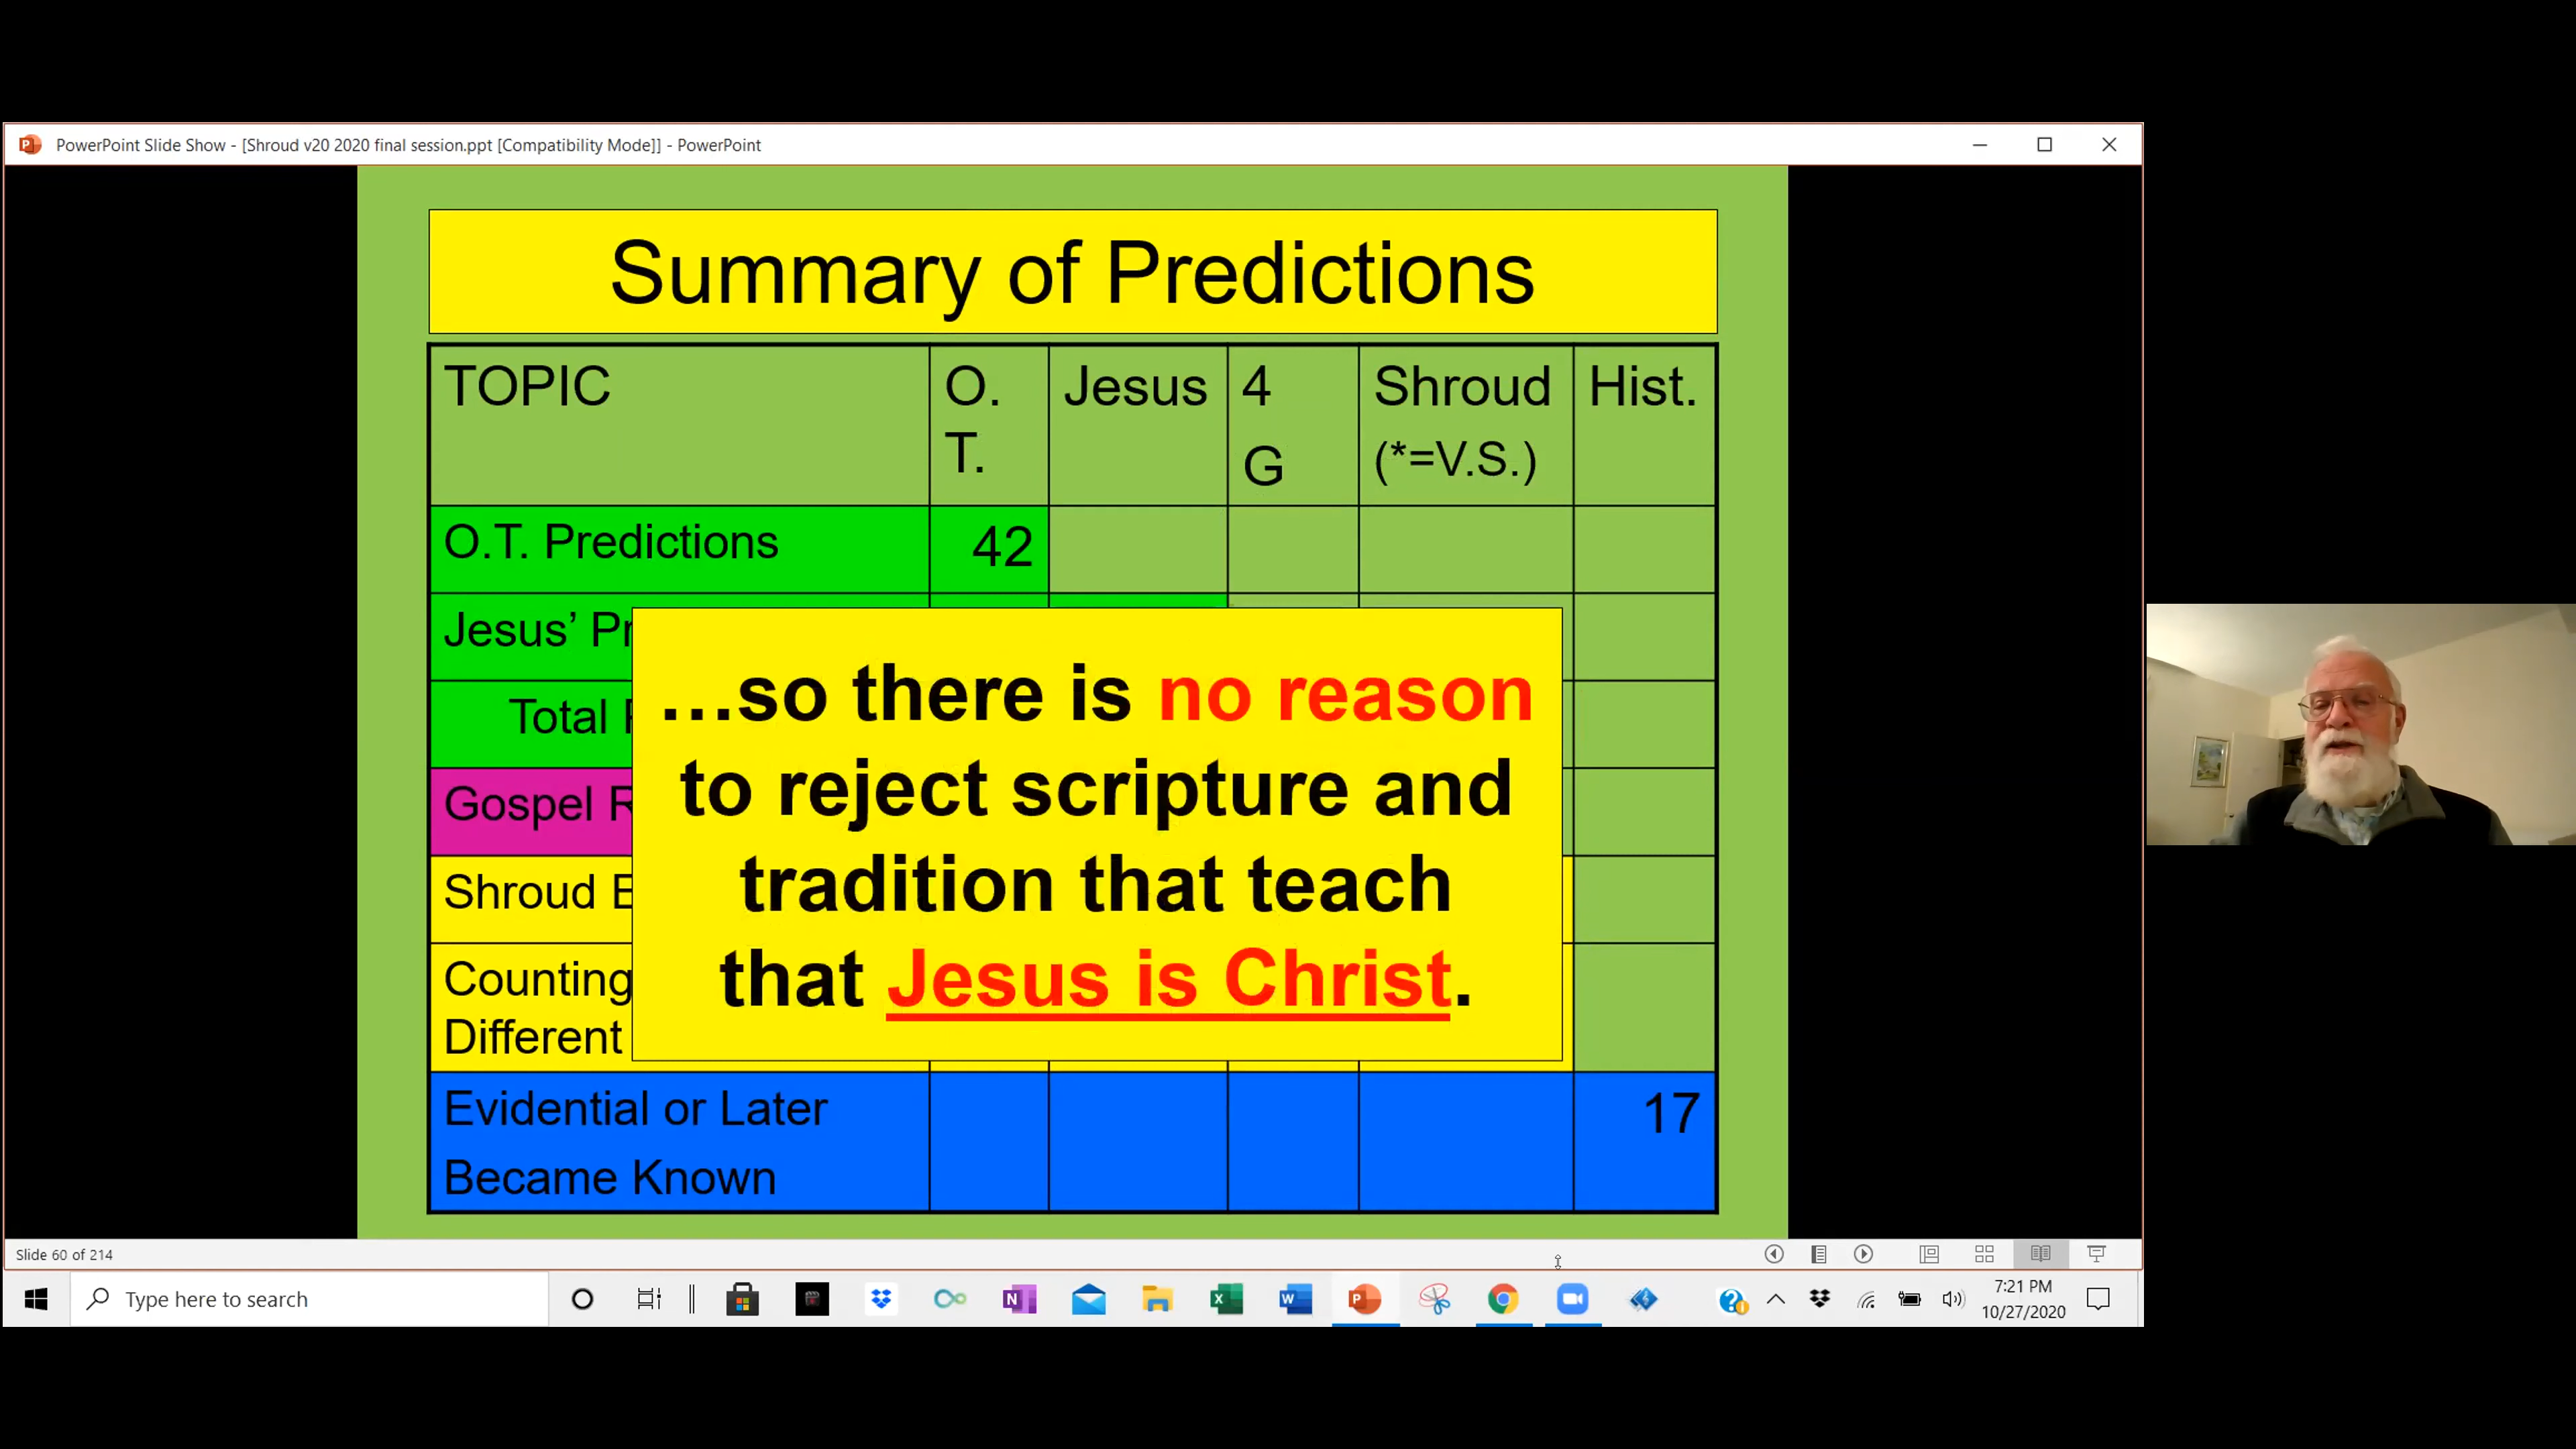 PowerPoint Slide Show - [Shroud v20 2020 final session.ppt [Compatibility Mode]] - PowerPoint
Summary of Predictions
TOPIC
O.
T.
Jesus
4
G
Shroud
(*=V.S.)
Hist.
O.T. Predictions
42
Jesus’
Total
Gospel
Shroud
Counting
Different
…so there is no reason
to reject scripture and
tradition that teach
that Jesus is Christ.
Evidential or Later
Became Known
17
Slide 60 of 214
Type here to search
7:21 PM
10/27/2020